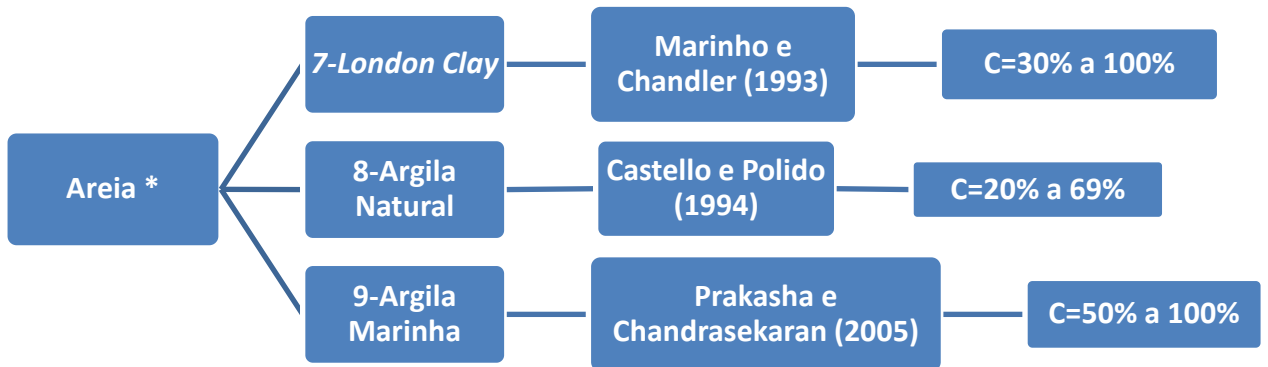 Areia *
7-London Clay
Marinho e
Chandler (1993)
C=30% a 100%
8-Argila
Natural
Castello e Polido
(1994)
C=20% a 69%
9-Argila
Marinha
Prakasha e
Chandrasekaran (2005)
C=50% a 100%